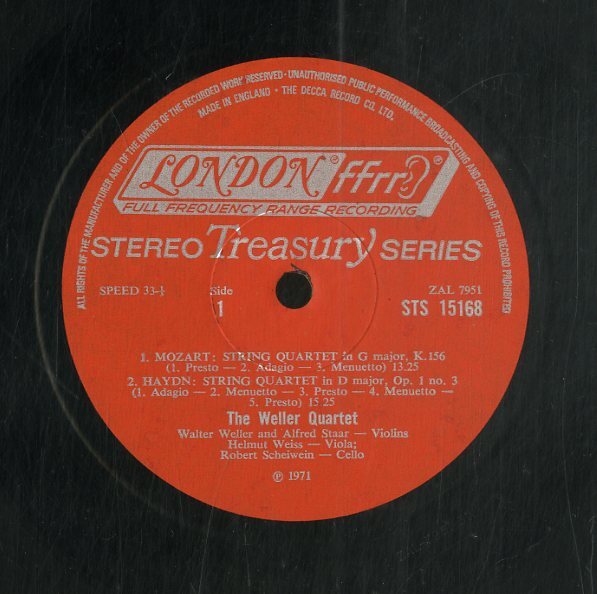 ALL RIGHTS OF THE MANUFACTURER AND OF THE OWNER OF THE RECORDED WORK RESERVED · UNAUTHORISED PUBLIC PERFORMANCE BROADCASTING AND COPYING OF THIS RECORD PROHIBITED
MADE IN ENGLAND · THE DECCA RECORD CO. LTD.
LONDON® ffrr®
FULL FREQUENCY RANGE RECORDING
STEREO Treasury SERIES
SPEED 33-⅓ Side ZAL 7951
1 STS 15168
1. MOZART: STRING QUARTET in G major, K.156
(1. Presto — 2. Adagio — 3. Menuetto) 13.25
2. HAYDN: STRING QUARTET in D major, Op. 1 no. 3
(1. Adagio — 2. Menuetto — 3. Presto — 4. Menuetto —
5. Presto) 15.25
The Weller Quartet
Walter Weller and Alfred Staar — Violins
Helmut Weiss — Viola;
Robert Scheiwein — Cello
℗ 1971